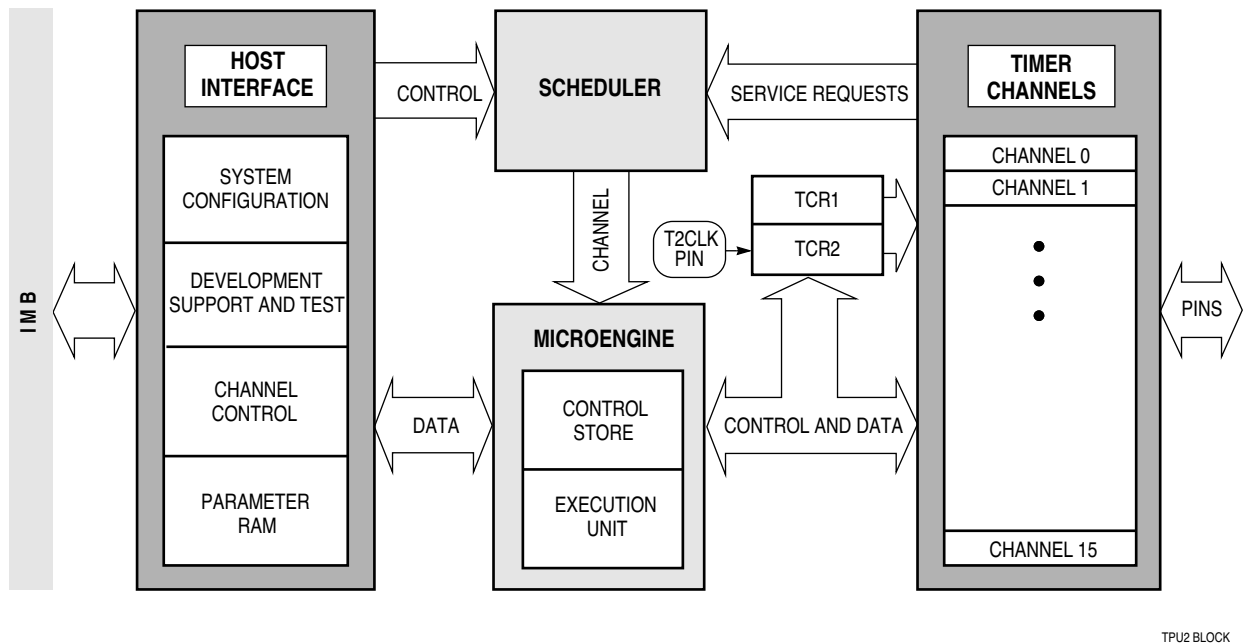 IMB
HOST
INTERFACE
SYSTEM
CONFIGURATION
DEVELOPMENT
SUPPORT AND TEST
CHANNEL
CONTROL
PARAMETER
RAM
CONTROL
DATA
SCHEDULER
CHANNEL
MICROENGINE
CONTROL
STORE
EXECUTION
UNIT
SERVICE REQUESTS
T2CLK
PIN
TCR1
TCR2
CONTROL AND DATA
TIMER
CHANNELS
CHANNEL 0
CHANNEL 1
CHANNEL 15
PINS
TPU2 BLOCK